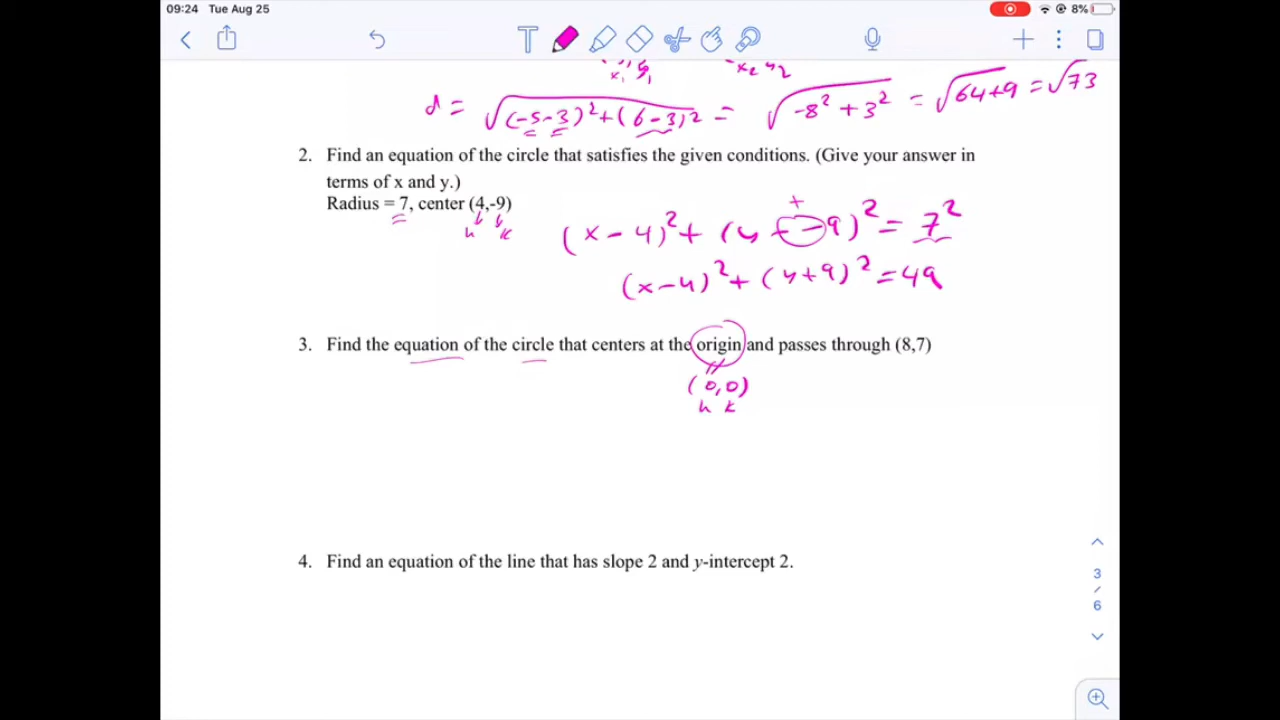 09:24 Tue Aug 25 8%
T
x₁ y₁ x₂ y₂
d = √(-5-3)²+(6-3)² = √-8²+3² = √64+9 = √73
2. Find an equation of the circle that satisfies the given conditions. (Give your answer in
terms of x and y.)
Radius = 7, center (4,-9)
h k
+
(x-4)²+(y--9)²=7²
(x-4)²+(y+9)²=49
3. Find the equation of the circle that centers at the origin and passes through (8,7)
(0,0)
h k
4. Find an equation of the line that has slope 2 and y-intercept 2.
3
/
6